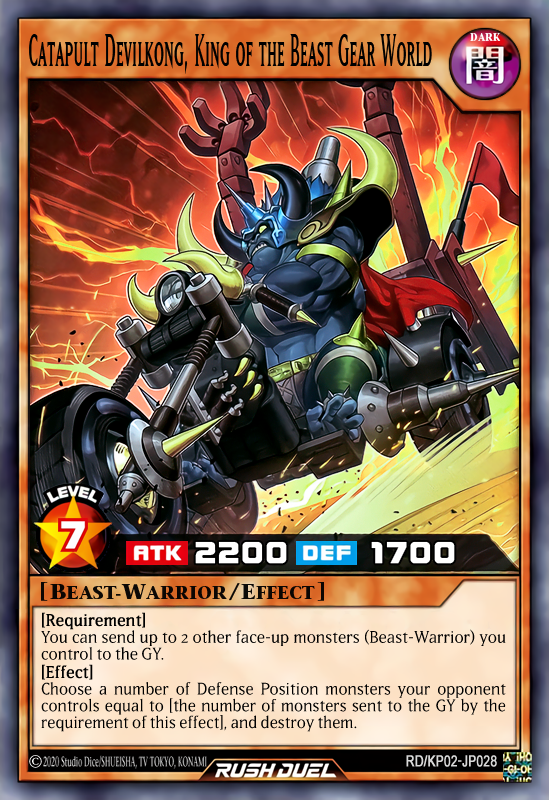 Catapult Devilkong, King of the Beast Gear World
DARK
闇
LEVEL
7
ATK 2200 DEF 1700
[Beast-Warrior/Effect]
[Requirement]
You can send up to 2 other face-up monsters (Beast-Warrior) you
control to the GY.
[Effect]
Choose a number of Defense Position monsters your opponent
controls equal to [the number of monsters sent to the GY by the
requirement of this effect], and destroy them.
©2020 Studio Dice/SHUEISHA, TV TOKYO, KONAMI
RUSH DUEL
RD/KP02-JP028